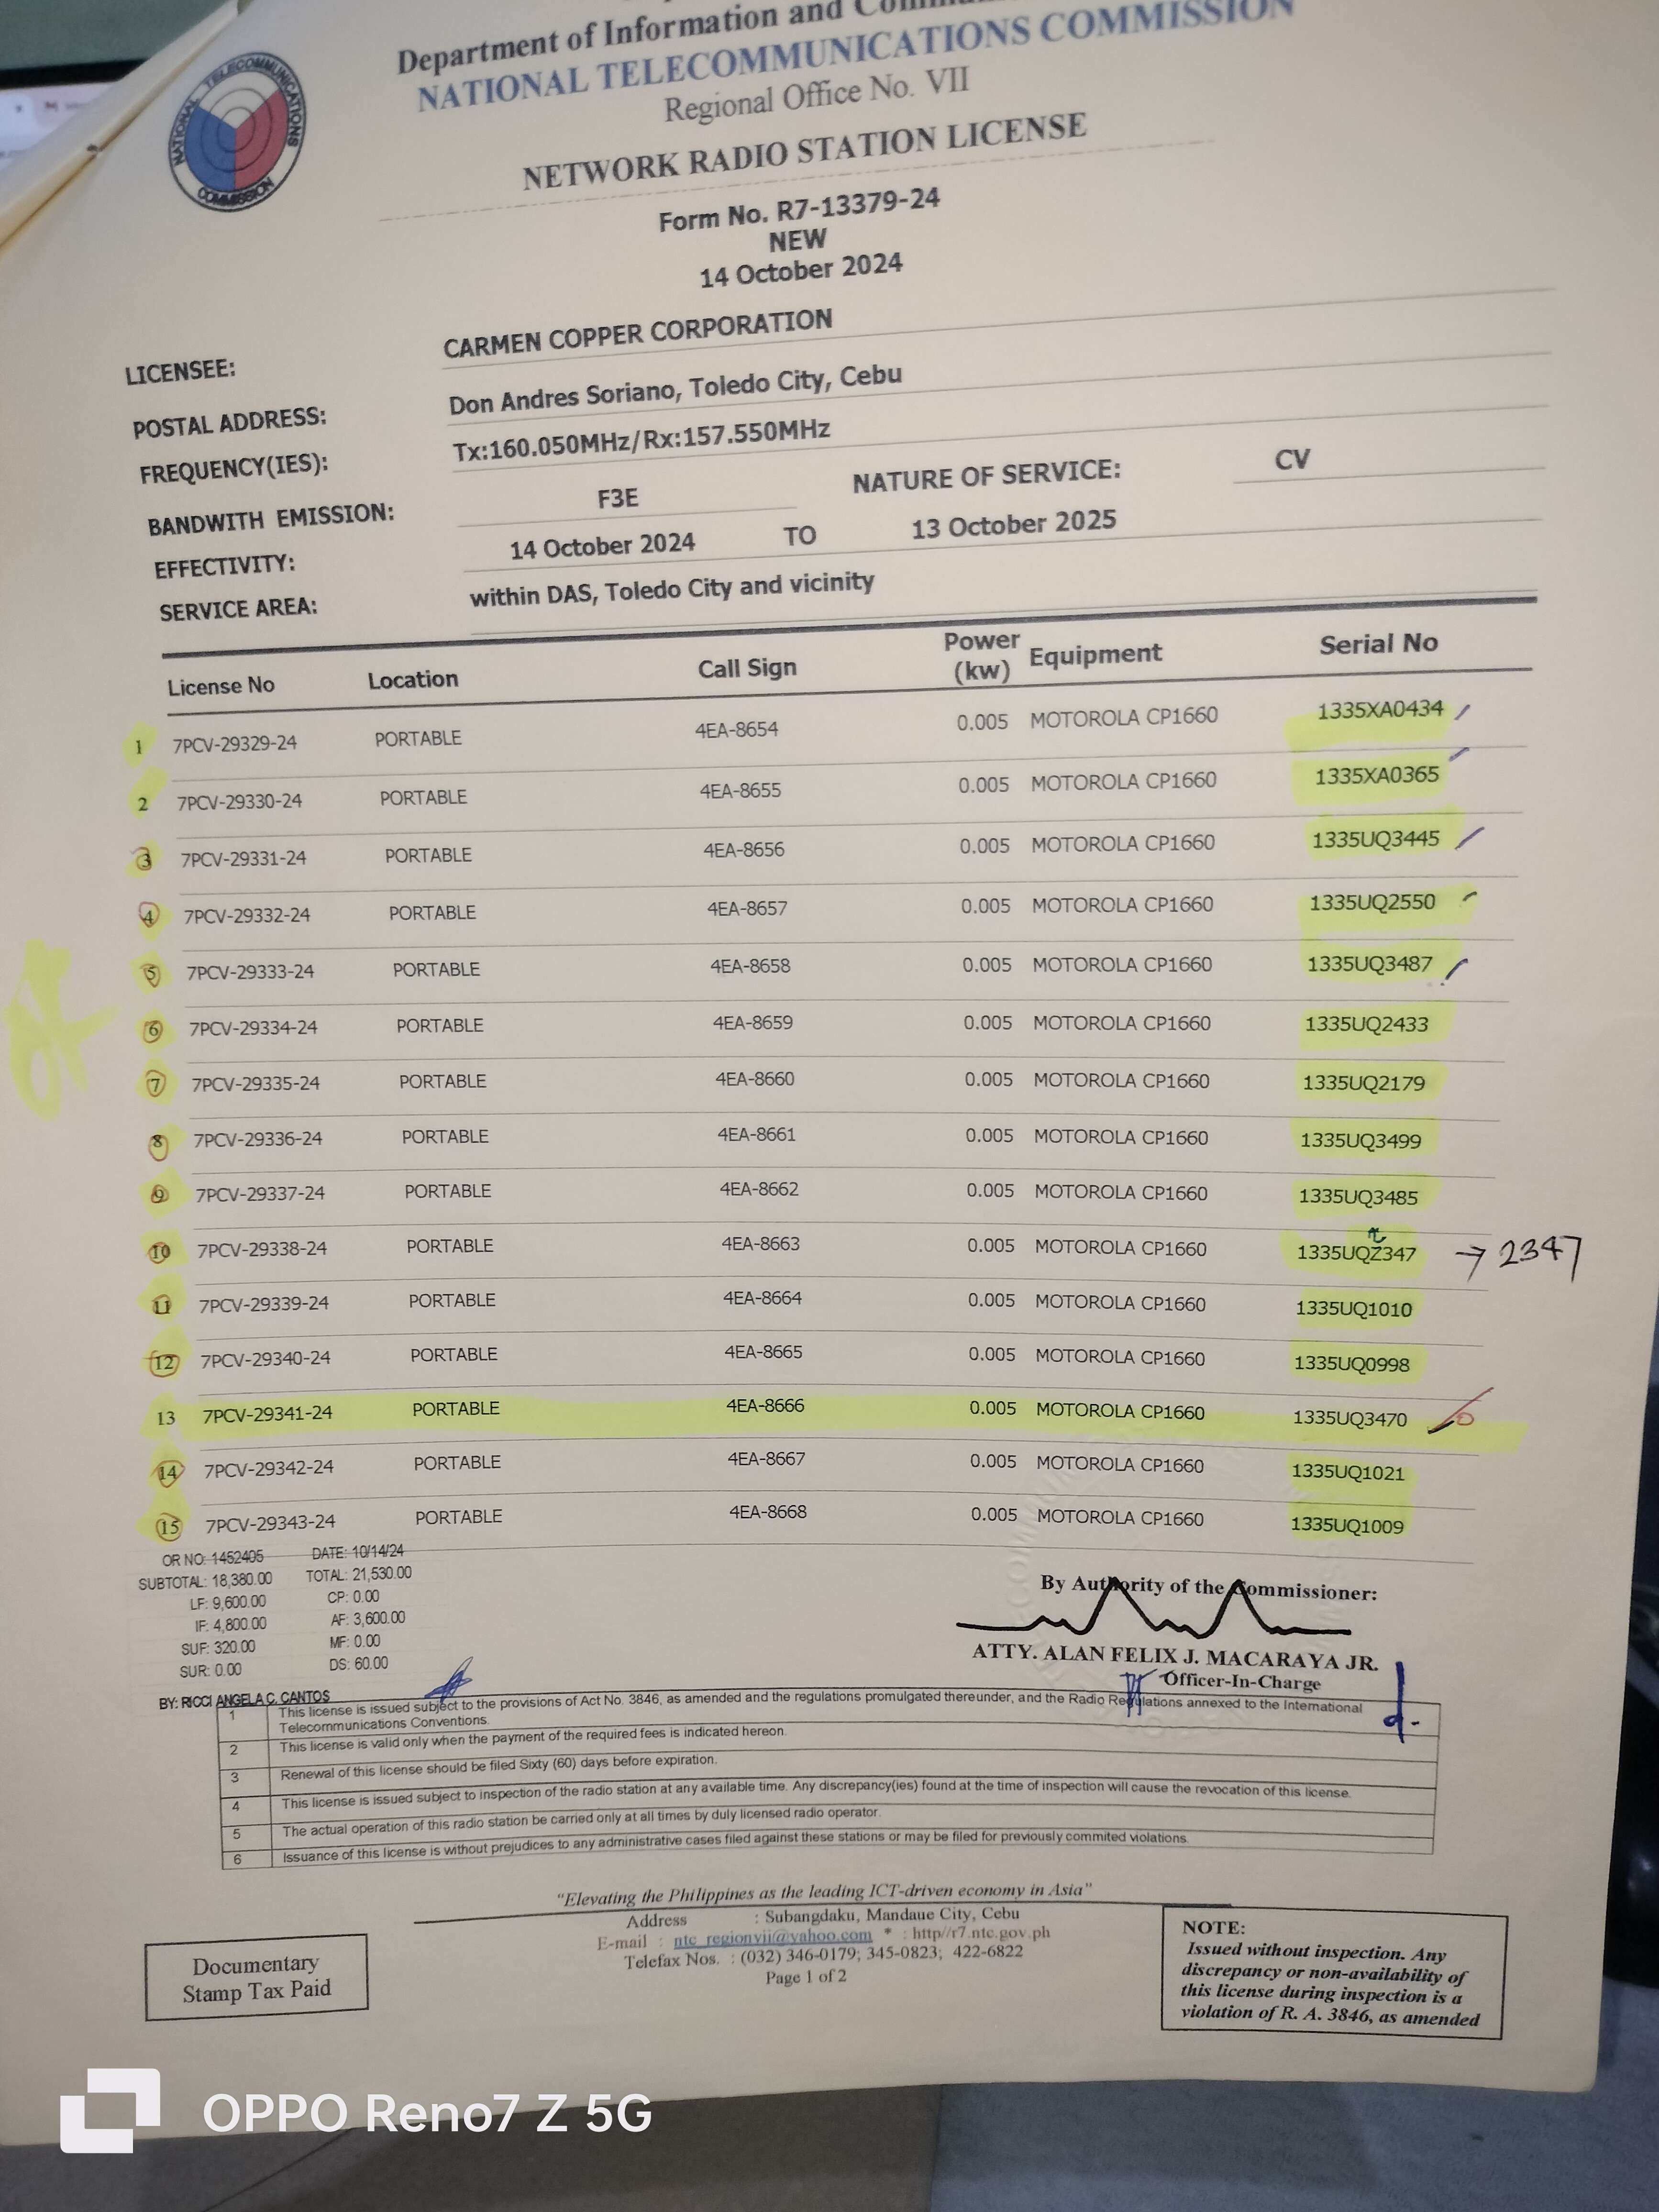 Department of Information and
NATIONAL TELECOMMUNICATIONS COMMISSION
Regional Office No. VII
NATIONAL TELECOMMUNICATIONS COMMISSION
NETWORK RADIO STATION LICENSE
Form No. R7-13379-24
NEW
14 October 2024
LICENSEE: CARMEN COPPER CORPORATION
POSTAL ADDRESS: Don Andres Soriano, Toledo City, Cebu
FREQUENCY(IES): Tx:160.050MHz/Rx:157.550MHz
BANDWITH EMISSION: F3E NATURE OF SERVICE: CV
EFFECTIVITY: 14 October 2024 TO 13 October 2025
SERVICE AREA: within DAS, Toledo City and vicinity
License No Location Call Sign Power (kw) Equipment Serial No
1 7PCV-29329-24 PORTABLE 4EA-8654 0.005 MOTOROLA CP1660 1335XA0434
2 7PCV-29330-24 PORTABLE 4EA-8655 0.005 MOTOROLA CP1660 1335XA0365
3 7PCV-29331-24 PORTABLE 4EA-8656 0.005 MOTOROLA CP1660 1335UQ3445
4 7PCV-29332-24 PORTABLE 4EA-8657 0.005 MOTOROLA CP1660 1335UQ2550
5 7PCV-29333-24 PORTABLE 4EA-8658 0.005 MOTOROLA CP1660 1335UQ3487
6 7PCV-29334-24 PORTABLE 4EA-8659 0.005 MOTOROLA CP1660 1335UQ2433
7 7PCV-29335-24 PORTABLE 4EA-8660 0.005 MOTOROLA CP1660 1335UQ2179
8 7PCV-29336-24 PORTABLE 4EA-8661 0.005 MOTOROLA CP1660 1335UQ3499
9 7PCV-29337-24 PORTABLE 4EA-8662 0.005 MOTOROLA CP1660 1335UQ3485
10 7PCV-29338-24 PORTABLE 4EA-8663 0.005 MOTOROLA CP1660 1335UQZ347 → 2347
11 7PCV-29339-24 PORTABLE 4EA-8664 0.005 MOTOROLA CP1660 1335UQ1010
12 7PCV-29340-24 PORTABLE 4EA-8665 0.005 MOTOROLA CP1660 1335UQ0998
13 7PCV-29341-24 PORTABLE 4EA-8666 0.005 MOTOROLA CP1660 1335UQ3470
14 7PCV-29342-24 PORTABLE 4EA-8667 0.005 MOTOROLA CP1660 1335UQ1021
15 7PCV-29343-24 PORTABLE 4EA-8668 0.005 MOTOROLA CP1660 1335UQ1009
OR NO: 1452405 DATE: 10/14/24
SUBTOTAL: 18,380.00 TOTAL: 21,530.00
LF: 9,600.00 CP: 0.00
IF: 4,800.00 AF: 3,600.00
SUF: 320.00 MF: 0.00
SUR: 0.00 DS: 60.00
BY: RICCI ANGELA C. CANTOS
By Authority of the Commissioner:
ATTY. ALAN FELIX J. MACARAYA JR.
Officer-In-Charge
1 This license is issued subject to the provisions of Act No. 3846, as amended and the regulations promulgated thereunder, and the Radio Regulations annexed to the International
Telecommunications Conventions.
2 This license is valid only when the payment of the required fees is indicated hereon.
3 Renewal of this license should be filed Sixty (60) days before expiration.
4 This license is issued subject to inspection of the radio station at any available time. Any discrepancy(ies) found at the time of inspection will cause the revocation of this license.
5 The actual operation of this radio station be carried only at all times by duly licensed radio operator.
6 Issuance of this license is without prejudices to any administrative cases filed against these stations or may be filed for previously commited violations.
"Elevating the Philippines as the leading ICT-driven economy in Asia"
Address : Subangdaku, Mandaue City, Cebu
E-mail : ntc_regionvii@yahoo.com * : http//r7.ntc.gov.ph
Telefax Nos. : (032) 346-0179; 345-0823; 422-6822
Page 1 of 2
Documentary
Stamp Tax Paid
NOTE:
Issued without inspection. Any
discrepancy or non-availability of
this license during inspection is a
violation of R. A. 3846, as amended
OPPO Reno7 Z 5G